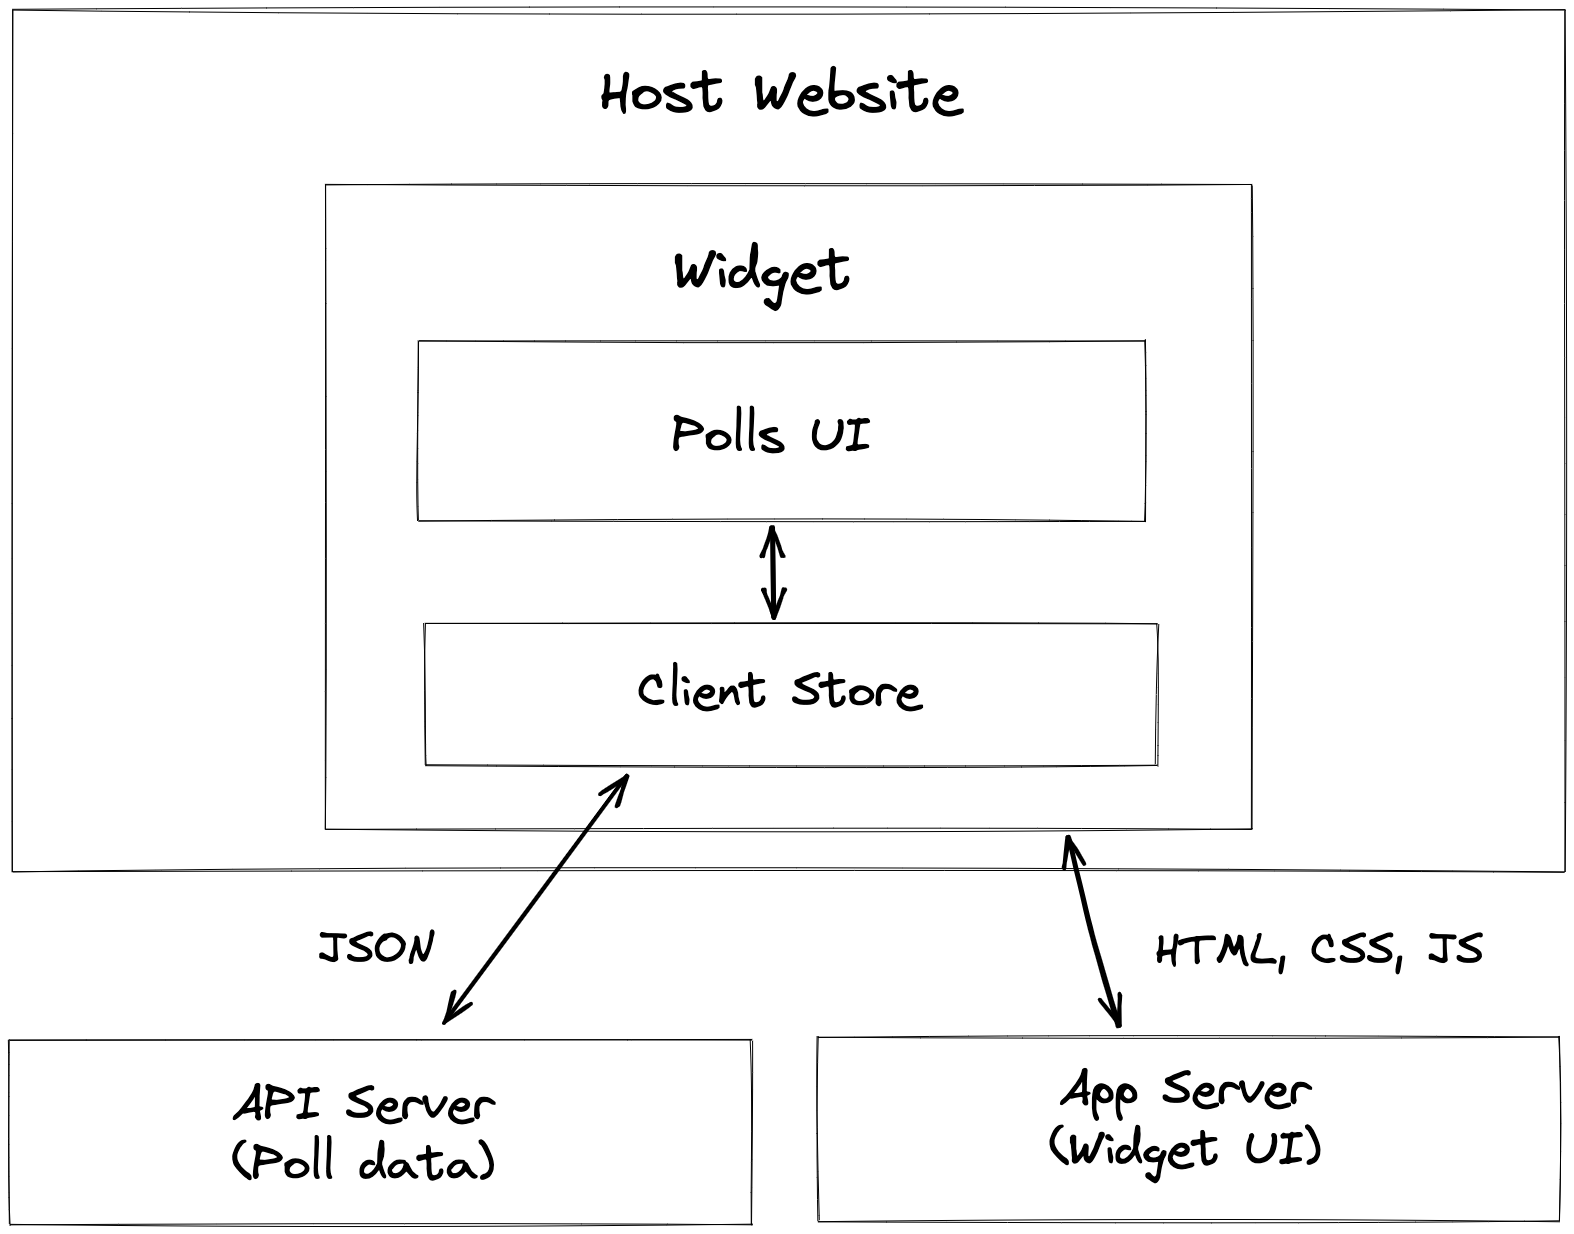 Host Website
Widget
Polls UI
Client Store
JSON
HTML, CSS, JS
API Server
(Poll data)
App Server
(Widget UI)